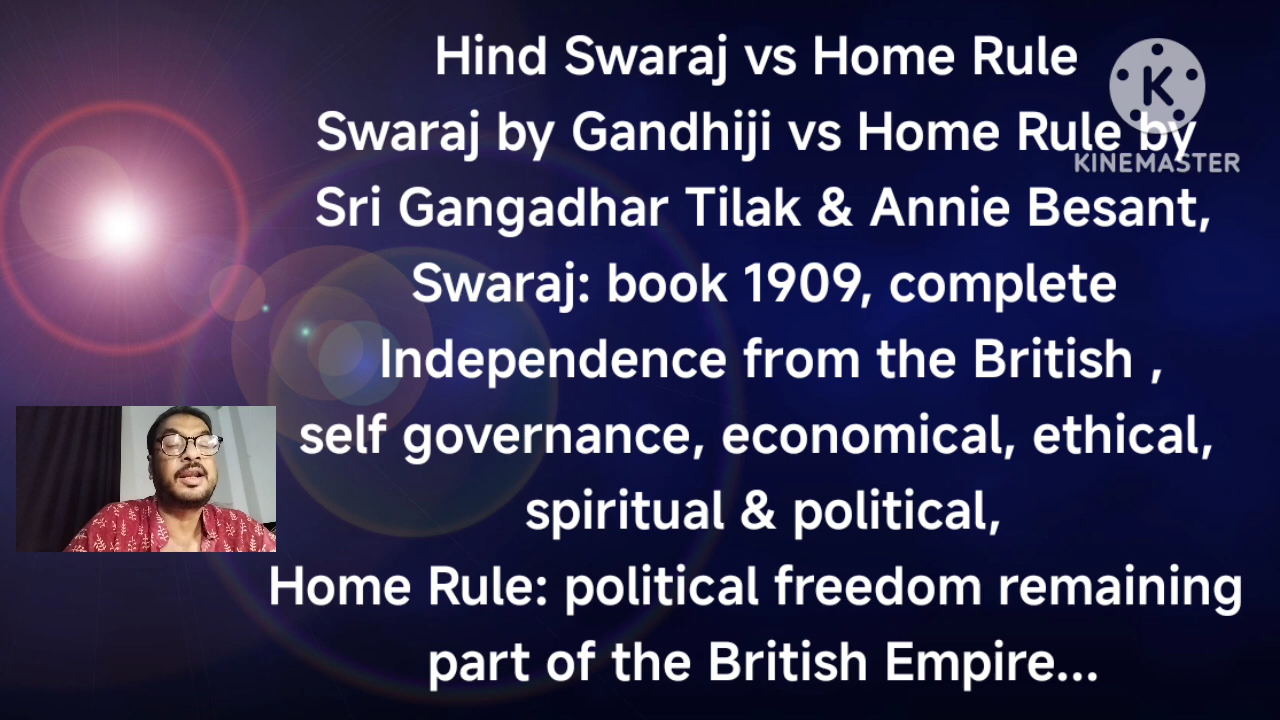 Hind Swaraj vs Home Rule
Swaraj by Gandhiji vs Home Rule by
Sri Gangadhar Tilak & Annie Besant,
Swaraj: book 1909, complete
Independence from the British ,
self governance, economical, ethical,
spiritual & political,
Home Rule: political freedom remaining
part of the British Empire...
K
KINEMASTER